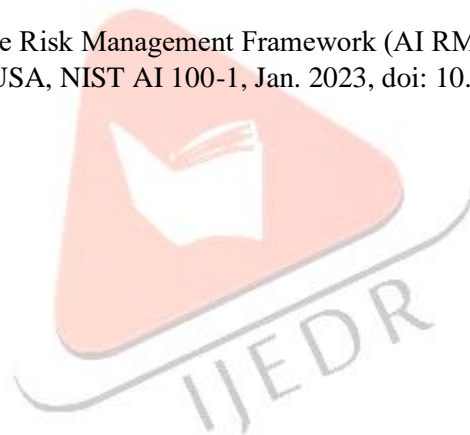 e Risk Management Framework (AI RM
USA, NIST AI 100-1, Jan. 2023, doi: 10.
IJEDR